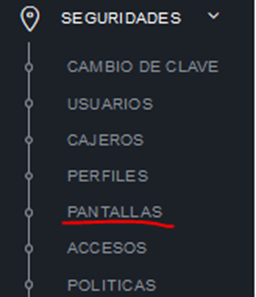 SEGURIDADES
CAMBIO DE CLAVE
USUARIOS
CAJEROS
PERFILES
PANTALLAS
ACCESOS
POLITICAS